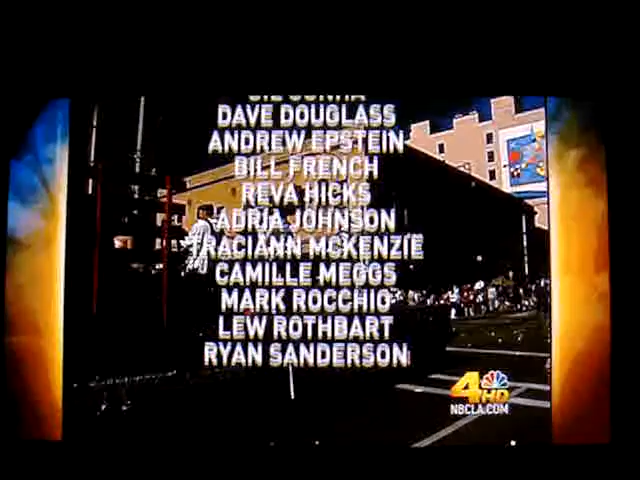 DAVE DOUGLASS
ANDREW EPSTEIN
BILL FRENCH
REVA HICKS
ADRIA JOHNSON
TRACIANN MCKENZIE
CAMILLE MEGGS
MARK ROCCHIO
LEW ROTHBART
RYAN SANDERSON
4HD
NBCLA.COM